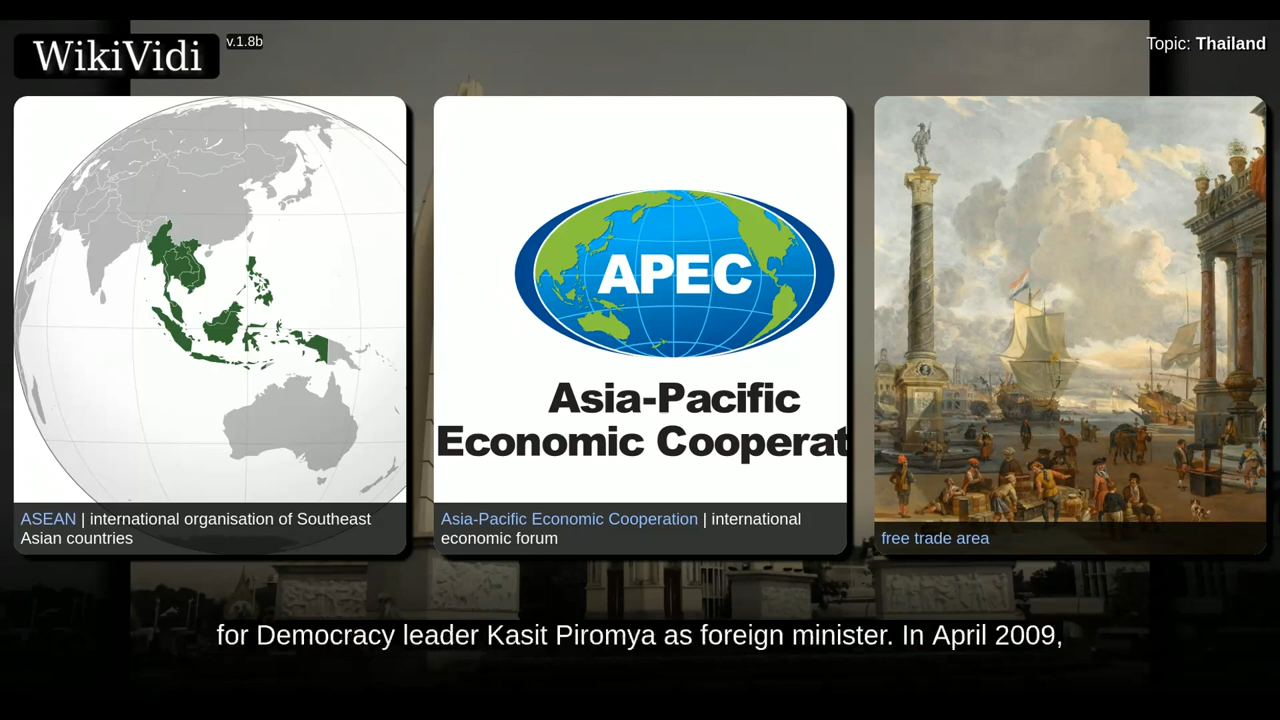 WikiVidi
v.1.8b
Topic: Thailand
APEC
Asia-Pacific
Economic Cooperat
ASEAN | international organisation of Southeast
Asian countries
Asia-Pacific Economic Cooperation | international
economic forum
free trade area
for Democracy leader Kasit Piromya as foreign minister. In April 2009,